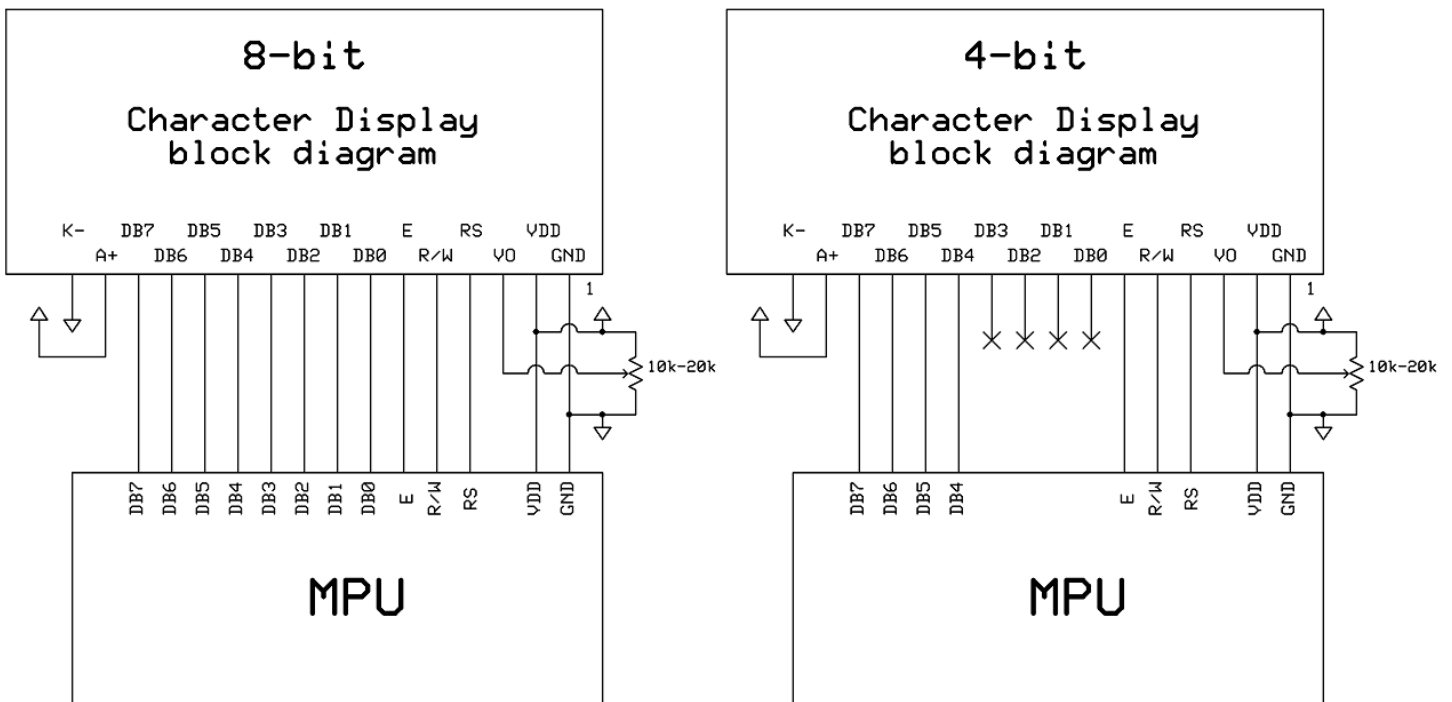 8-bit
Character Display
block diagram
K- DB7 DB5 DB3 DB1 E RS VDD
A+ DB6 DB4 DB2 DB0 R/W VO GND
1
10k-20k
DB7 DB6 DB5 DB4 DB3 DB2 DB1 DB0 E R/W RS VDD GND
MPU
4-bit
Character Display
block diagram
K- DB7 DB5 DB3 DB1 E RS VDD
A+ DB6 DB4 DB2 DB0 R/W VO GND
1
10k-20k
DB7 DB6 DB5 DB4 E R/W RS VDD GND
MPU